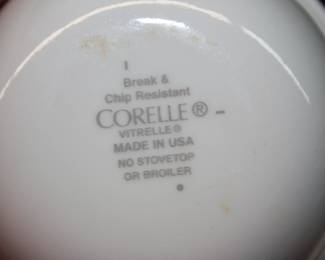 I
Break &
Chip Resistant
CORELLE® -
VITRELLE®
MADE IN USA
NO STOVETOP
OR BROILER